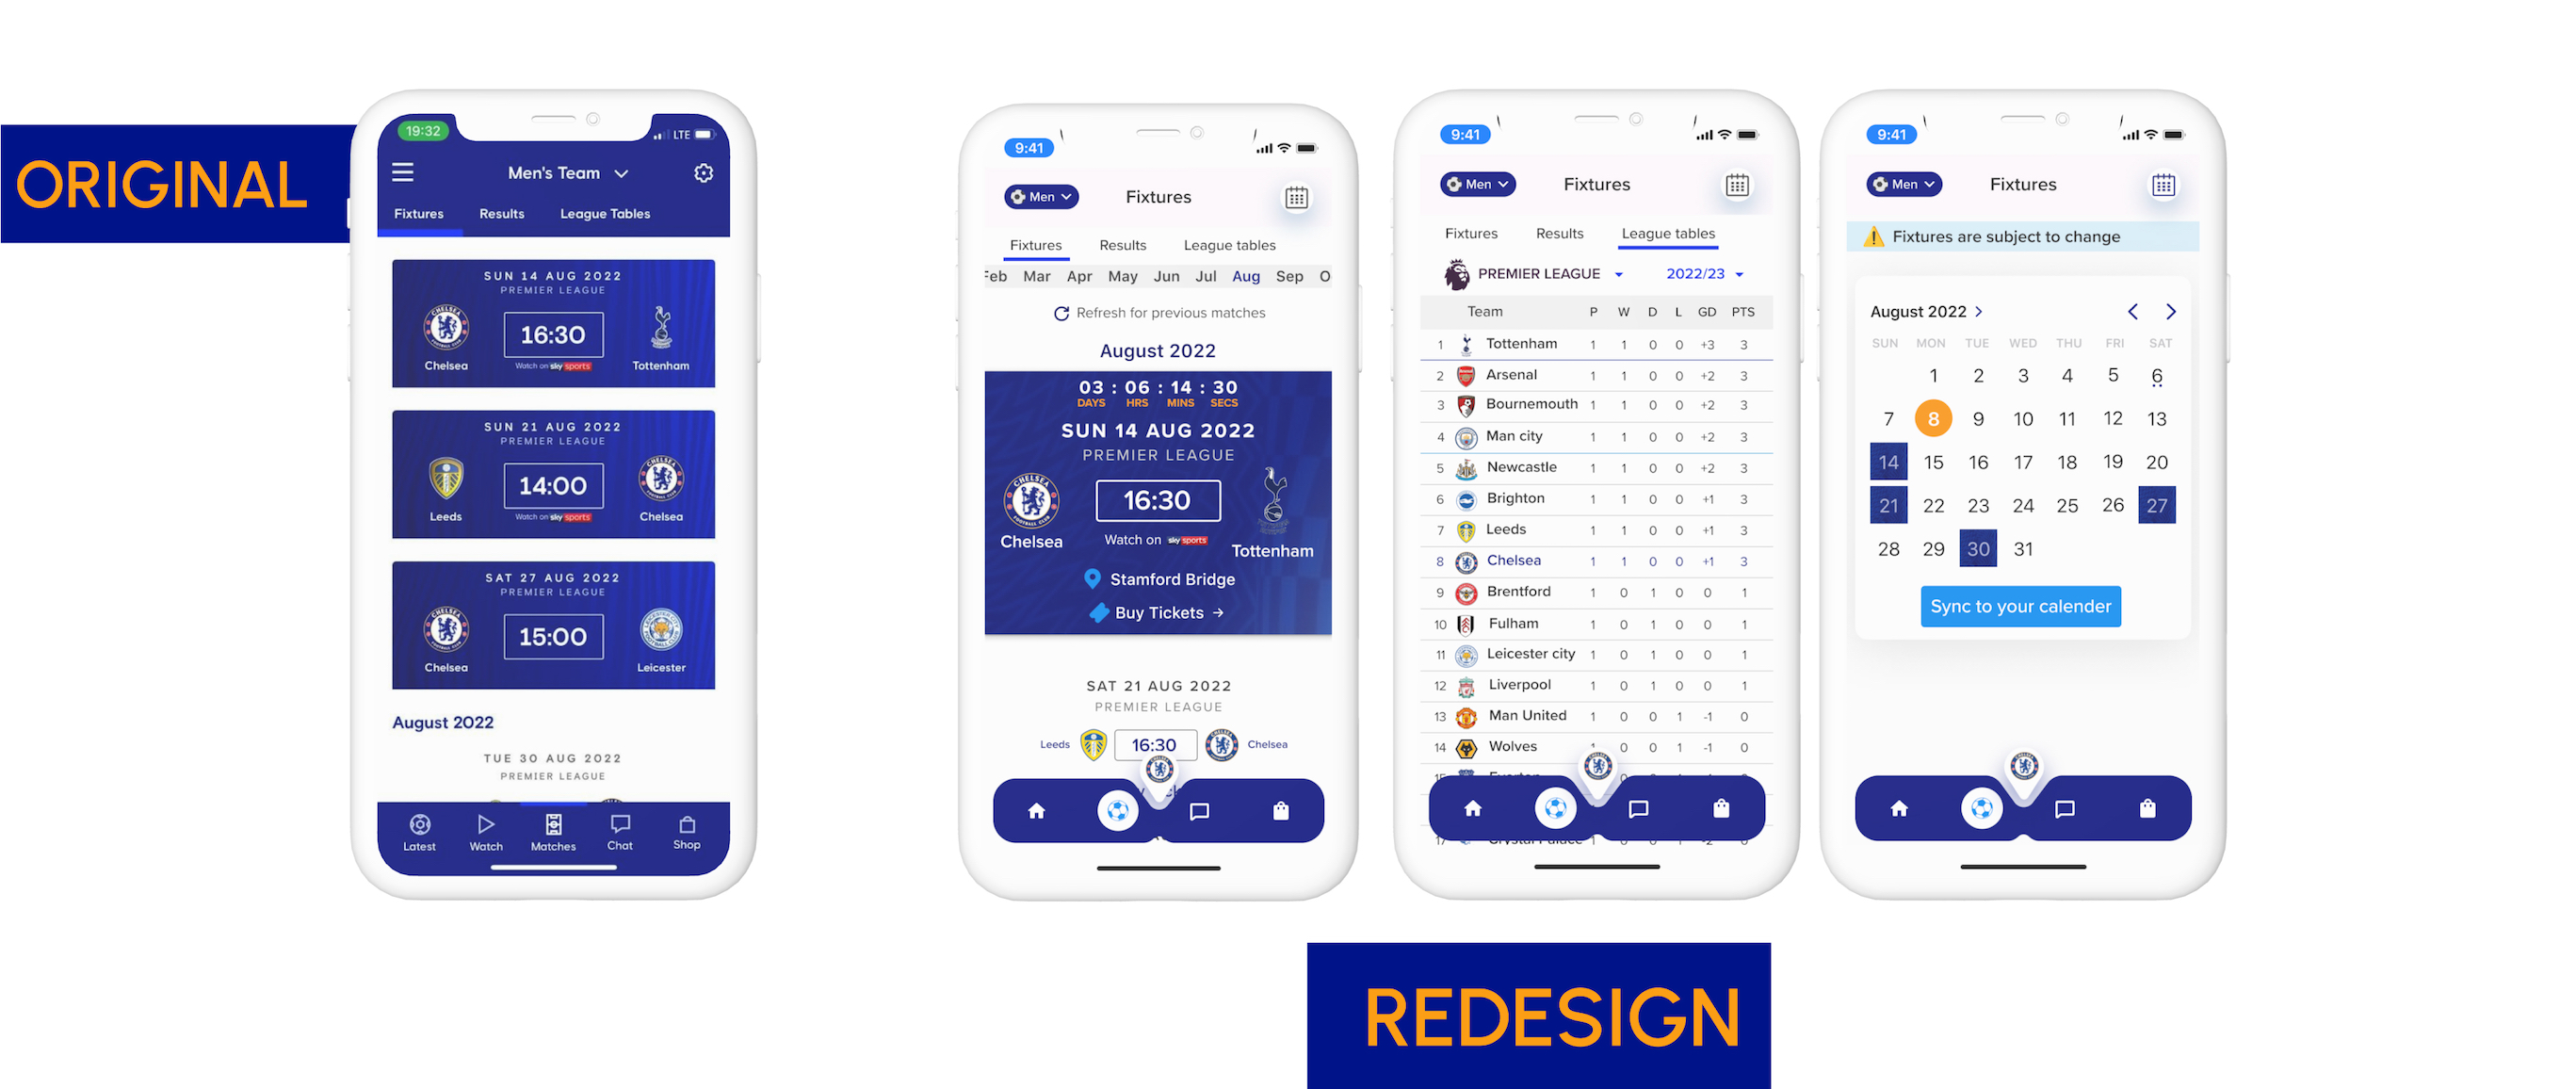 ORIGINAL
19:32
LTE
Men's Team
Fixtures Results League Tables
SUN 14 AUG 2022
PREMIER LEAGUE
16:30
Chelsea Watch on sky sports Tottenham
SUN 21 AUG 2022
PREMIER LEAGUE
14:00
Leeds Watch on sky sports Chelsea
SAT 27 AUG 2022
PREMIER LEAGUE
15:00
Chelsea Leicester
August 2022
TUE 30 AUG 2022
PREMIER LEAGUE
Latest Watch Matches Chat Shop
9:41
Men Fixtures
Fixtures Results League tables
Feb Mar Apr May Jun Jul Aug Sep O
Refresh for previous matches
August 2022
03 : 06 : 14 : 30
DAYS HRS MINS SECS
SUN 14 AUG 2022
PREMIER LEAGUE
CHELSEA
FOOTBALL CLUB
16:30
Chelsea Watch on sky sports Tottenham
Stamford Bridge
Buy Tickets →
SAT 21 AUG 2022
PREMIER LEAGUE
Leeds 16:30 Chelsea
9:41
Men Fixtures
Fixtures Results League tables
PREMIER LEAGUE 2022/23
Team P W D L GD PTS
1 Tottenham 1 1 0 0 +3 3
2 Arsenal 1 1 0 0 +2 3
3 Bournemouth 1 1 0 0 +2 3
4 Man city 1 1 0 0 +2 3
5 Newcastle 1 1 0 0 +2 3
6 Brighton 1 1 0 0 +1 3
7 Leeds 1 1 0 0 +1 3
8 Chelsea 1 1 0 0 +1 3
9 Brentford 1 0 1 0 0 1
10 Fulham 1 0 1 0 0 1
11 Leicester city 1 0 1 0 0 1
12 Liverpool 1 0 1 0 0 1
13 Man United 1 0 0 1 -1 0
14 Wolves 1 0 0 1 -1 0
15 Everton
17 Crystal Palace 1 0 0 1 -2 0
9:41
Men Fixtures
Fixtures are subject to change
August 2022
SUN MON TUE WED THU FRI SAT
1 2 3 4 5 6
7 8 9 10 11 12 13
14 15 16 17 18 19 20
21 22 23 24 25 26 27
28 29 30 31
Sync to your calender
REDESIGN